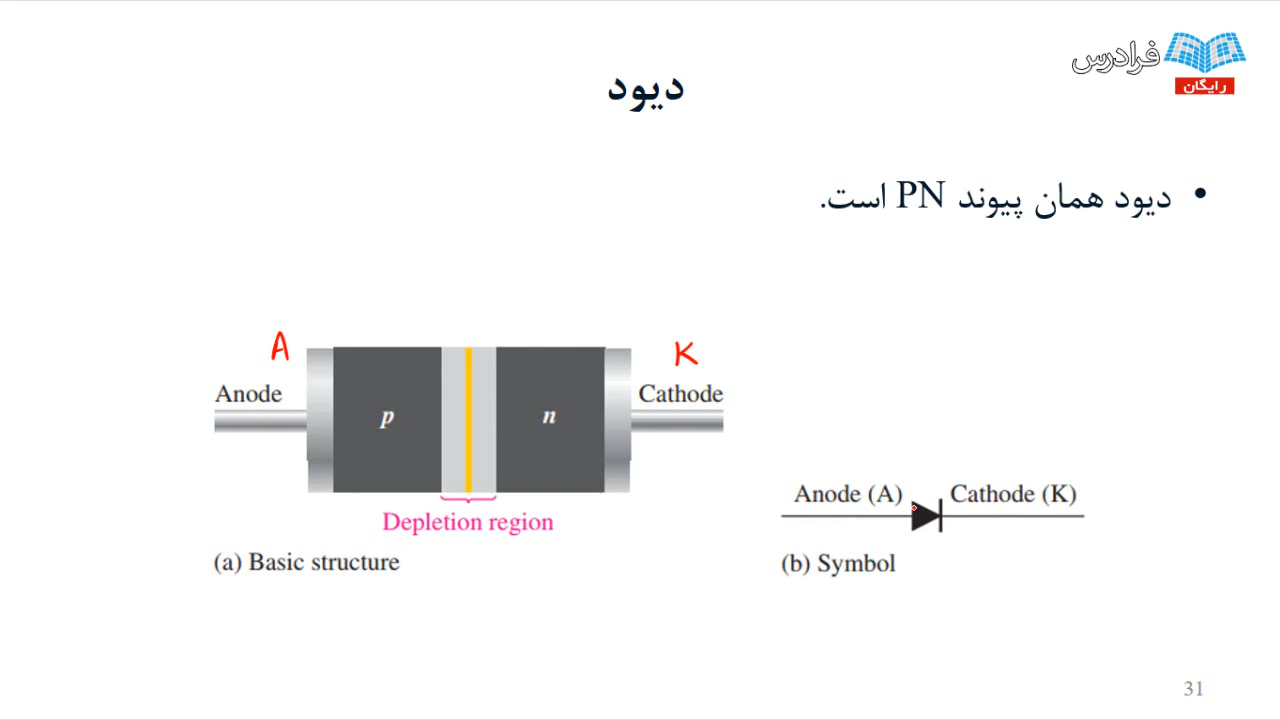 فرادرس
رایگان
دیود
• دیود همان پیوند PN است.
A
K
Anode
Cathode
p
n
Depletion region
(a) Basic structure
Anode (A)
Cathode (K)
(b) Symbol
31